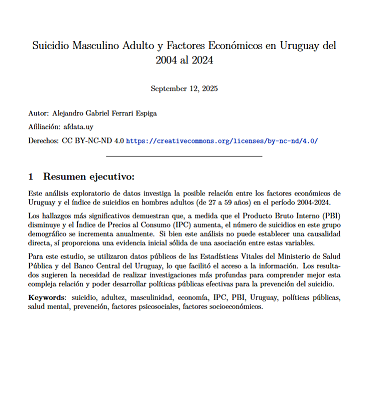 Suicidio Masculino Adulto y Factores Económicos en Uruguay del
2004 al 2024
September 12, 2025
Autor: Alejandro Gabriel Ferrari Espiga
Afiliación: afdata.uy
Derechos: CC BY-NC-ND 4.0 https://creativecommons.org/licenses/by-nc-nd/4.0/
1 Resumen ejecutivo:
Este análisis exploratorio de datos investiga la posible relación entre los factores económicos de
Uruguay y el índice de suicidios en hombres adultos (de 27 a 59 años) en el período 2004-2024.
Los hallazgos más significativos demuestran que, a medida que el Producto Bruto Interno (PBI)
disminuye y el Índice de Precios al Consumo (IPC) aumenta, el número de suicidios en este grupo
demográfico se incrementa anualmente. Si bien este análisis no puede establecer una causalidad
directa, sí proporciona una evidencia inicial sólida de una asociación entre estas variables.
Para este estudio, se utilizaron datos públicos de las Estadísticas Vitales del Ministerio de Salud
Pública y del Banco Central del Uruguay, lo que facilitó el acceso a la información. Los resulta-
dos sugieren la necesidad de realizar investigaciones más profundas para comprender mejor esta
compleja relación y poder desarrollar políticas públicas efectivas para la prevención del suicidio.
Keywords: suicidio, adultez, masculinidad, economía, IPC, PBI, Uruguay, políticas públicas,
salud mental, prevención, factores psicosociales, factores socioeconómicos.